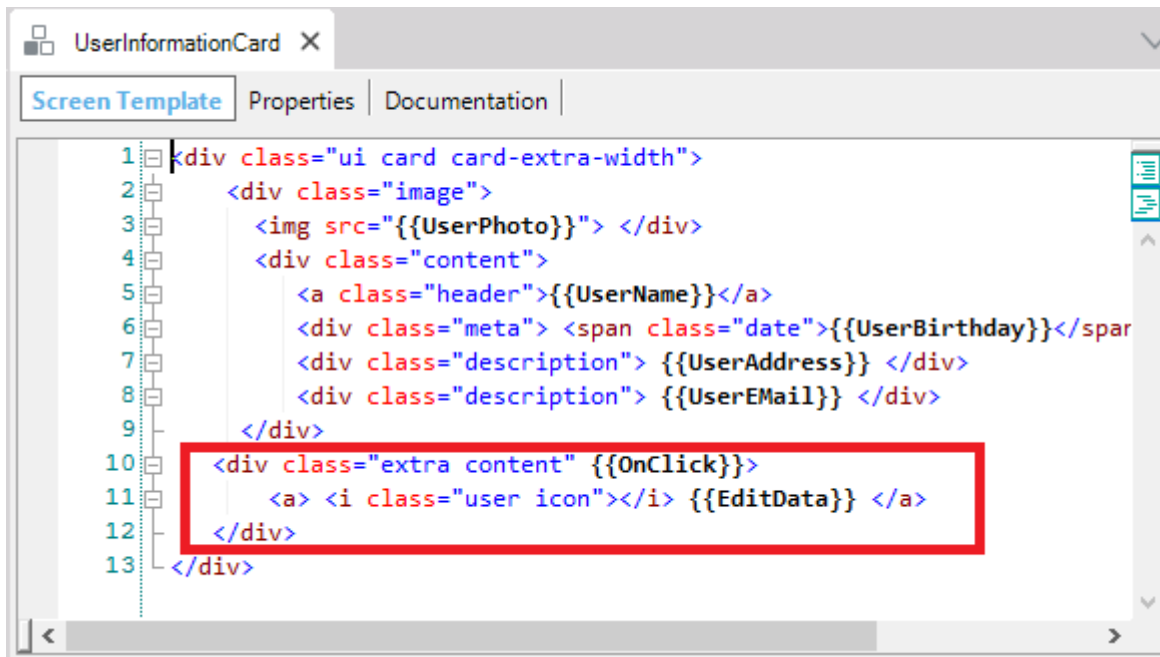 UserInformationCard
Screen Template Properties Documentation
1 <div class="ui card card-extra-width">
2 <div class="image">
3 <img src="{{UserPhoto}}"> </div>
4 <div class="content">
5 <a class="header">{{UserName}}</a>
6 <div class="meta"> <span class="date">{{UserBirthday}}</span
7 <div class="description"> {{UserAddress}} </div>
8 <div class="description"> {{UserEMail}} </div>
9 </div>
10 <div class="extra content" {{OnClick}}>
11 <a> <i class="user icon"></i> {{EditData}} </a>
12 </div>
13 </div>